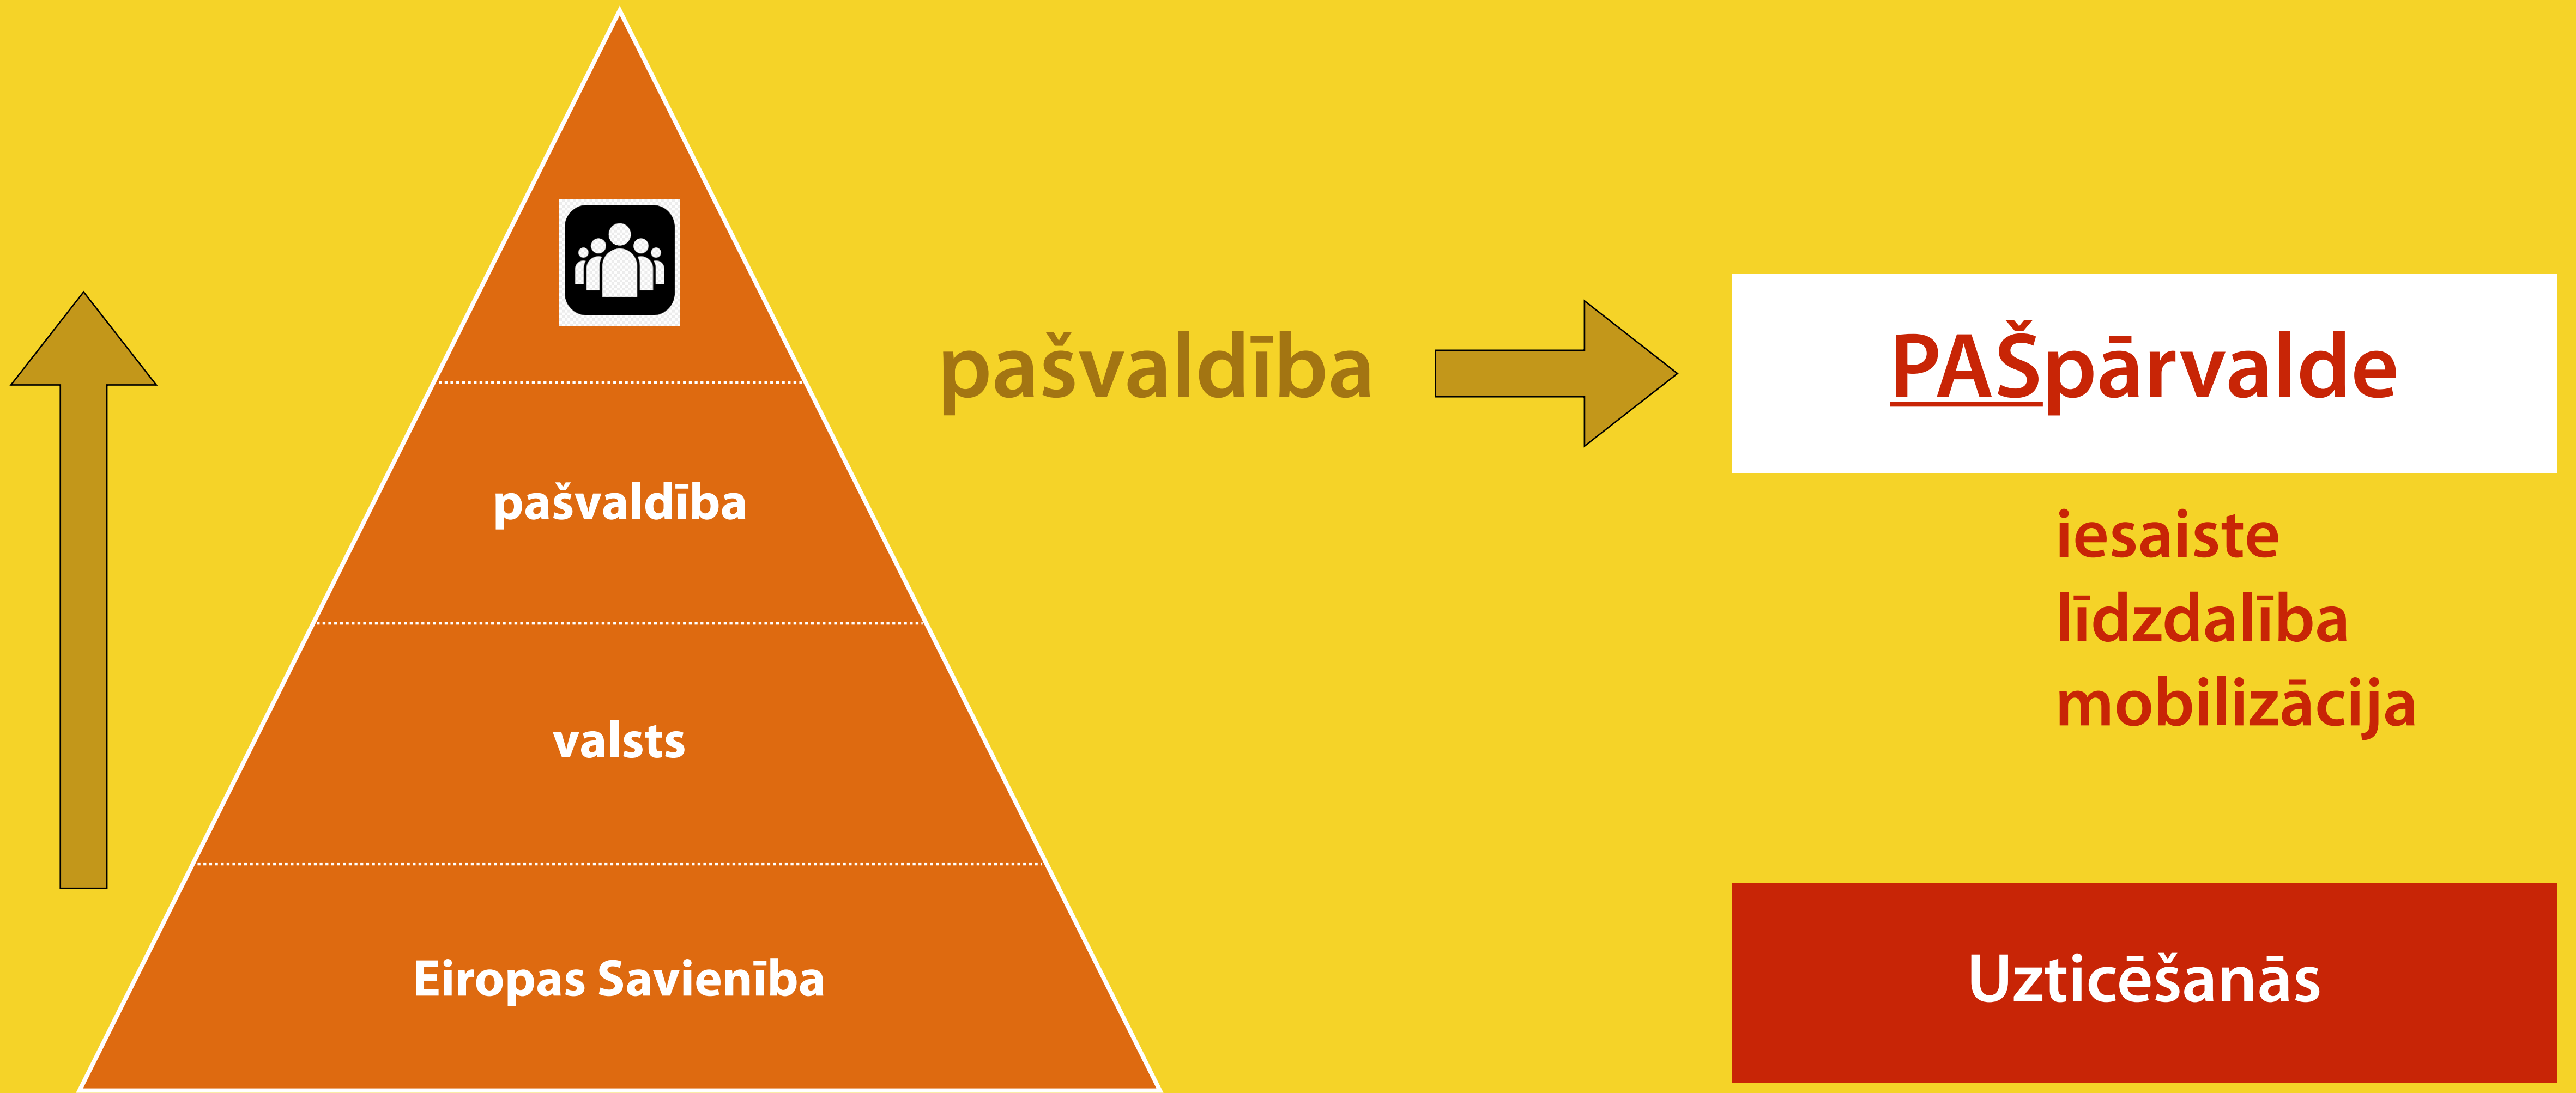 pašvaldība
valsts
Eiropas Savienība
pašvaldība
PAŠpārvalde
iesaiste
līdzdalība
mobilizācija
Uzticēšanās